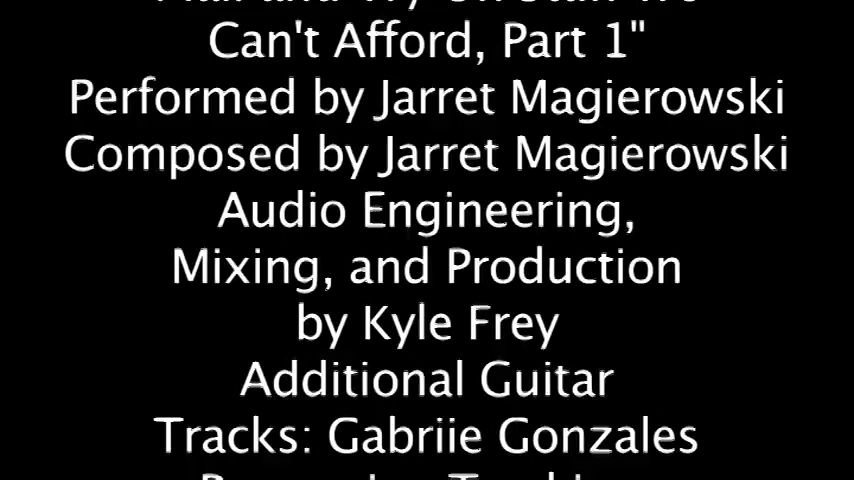 Can't Afford, Part 1"
Performed by Jarret Magierowski
Composed by Jarret Magierowski
Audio Engineering,
Mixing, and Production
by Kyle Frey
Additional Guitar
Tracks: Gabriie Gonzales